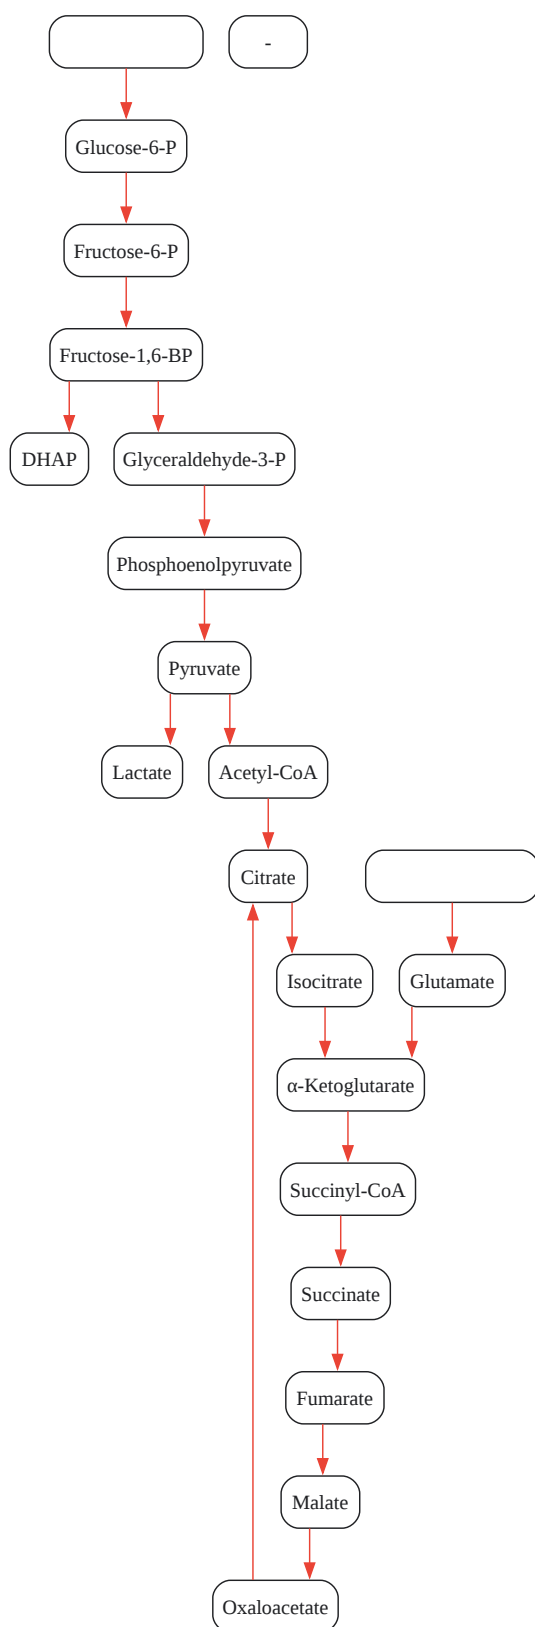 -
Glucose-6-P
Fructose-6-P
Fructose-1,6-BP
DHAP
Glyceraldehyde-3-P
Phosphoenolpyruvate
Pyruvate
Lactate
Acetyl-CoA
Citrate
Isocitrate
Glutamate
α-Ketoglutarate
Succinyl-CoA
Succinate
Fumarate
Malate
Oxaloacetate